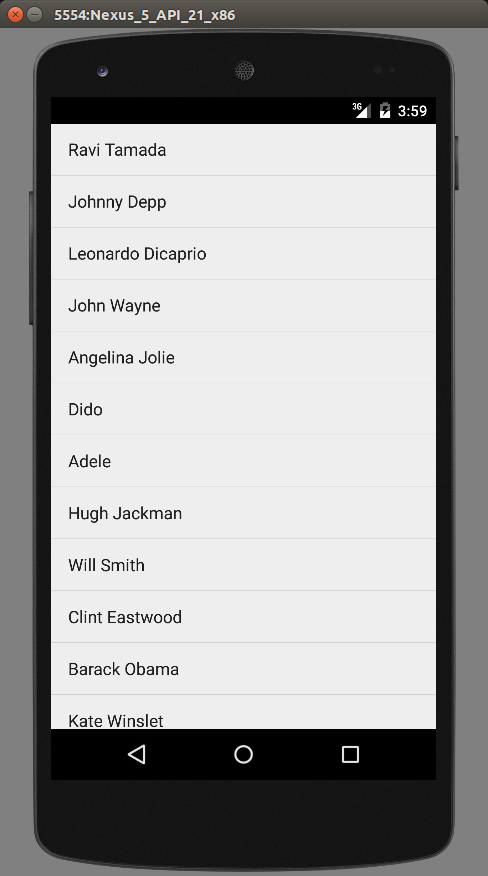 5554:Nexus_5_API_21_x86
3G 3:59
Ravi Tamada
Johnny Depp
Leonardo Dicaprio
John Wayne
Angelina Jolie
Dido
Adele
Hugh Jackman
Will Smith
Clint Eastwood
Barack Obama
Kate Winslet